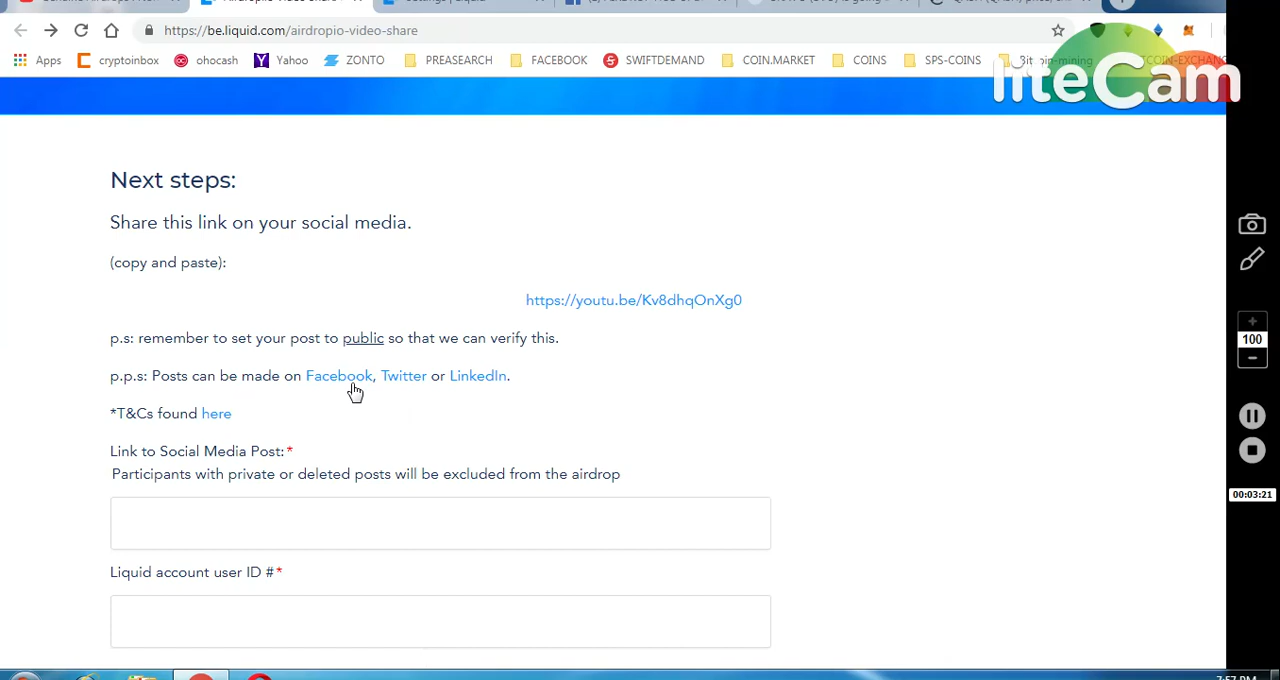 https://be.liquid.com/airdropio-video-share
Apps cryptoinbox ohocash Yahoo ZONTO PREASEARCH FACEBOOK SWIFTDEMAND COIN.MARKET COINS SPS-COINS
liteCam
Next steps:
Share this link on your social media.
(copy and paste):
https://youtu.be/Kv8dhqOnXg0
p.s: remember to set your post to public so that we can verify this.
100
p.p.s: Posts can be made on Facebook, Twitter or LinkedIn.
*T&Cs found here
Link to Social Media Post:*
Participants with private or deleted posts will be excluded from the airdrop
00:03:21
Liquid account user ID #*